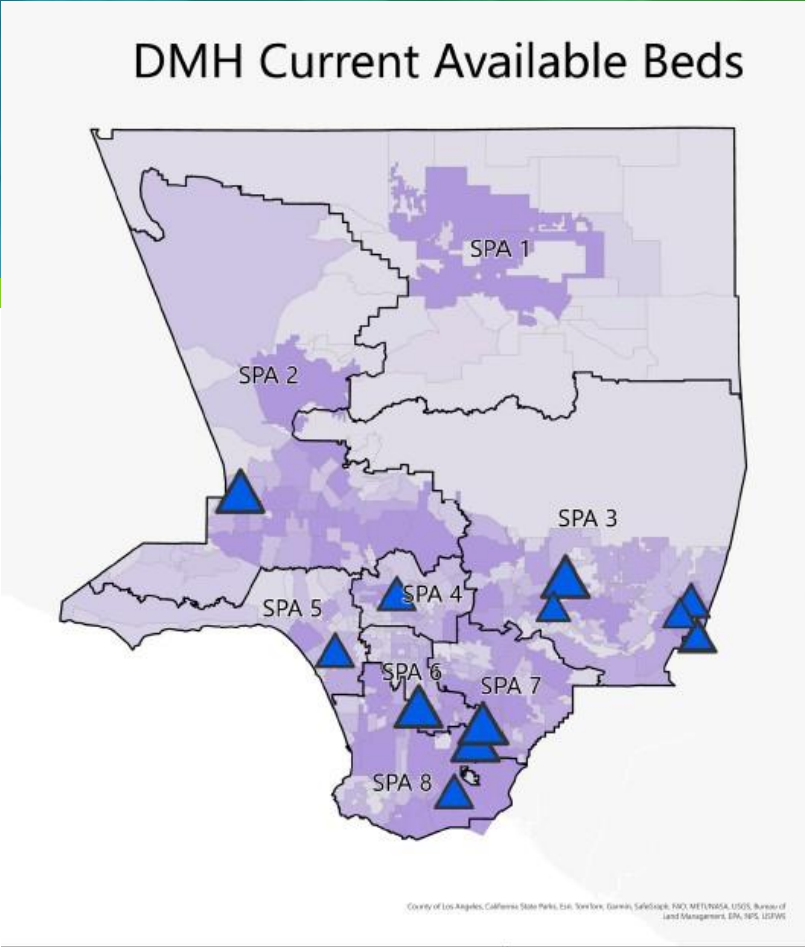 DMH Current Available Beds
SPA 1
SPA 2
SPA 3
SPA 4
SPA 5
SPA 6
SPA 7
SPA 8
County of Los Angeles, California State Parks, Esri, TomTom, Garmin, SafeGraph, FAO, METI/NASA, USGS, Bureau of
Land Management, EPA, NPS, USFWS